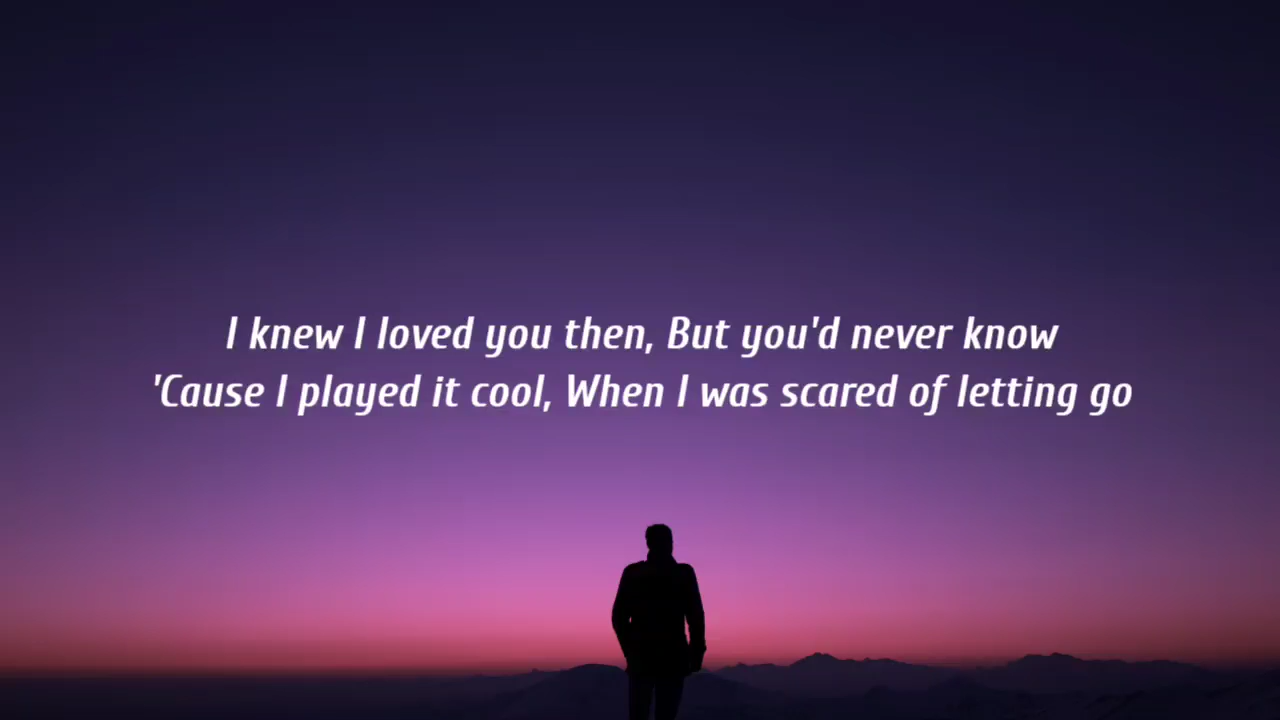 I knew I loved you then, But you'd never know
'Cause I played it cool, When I was scared of letting go